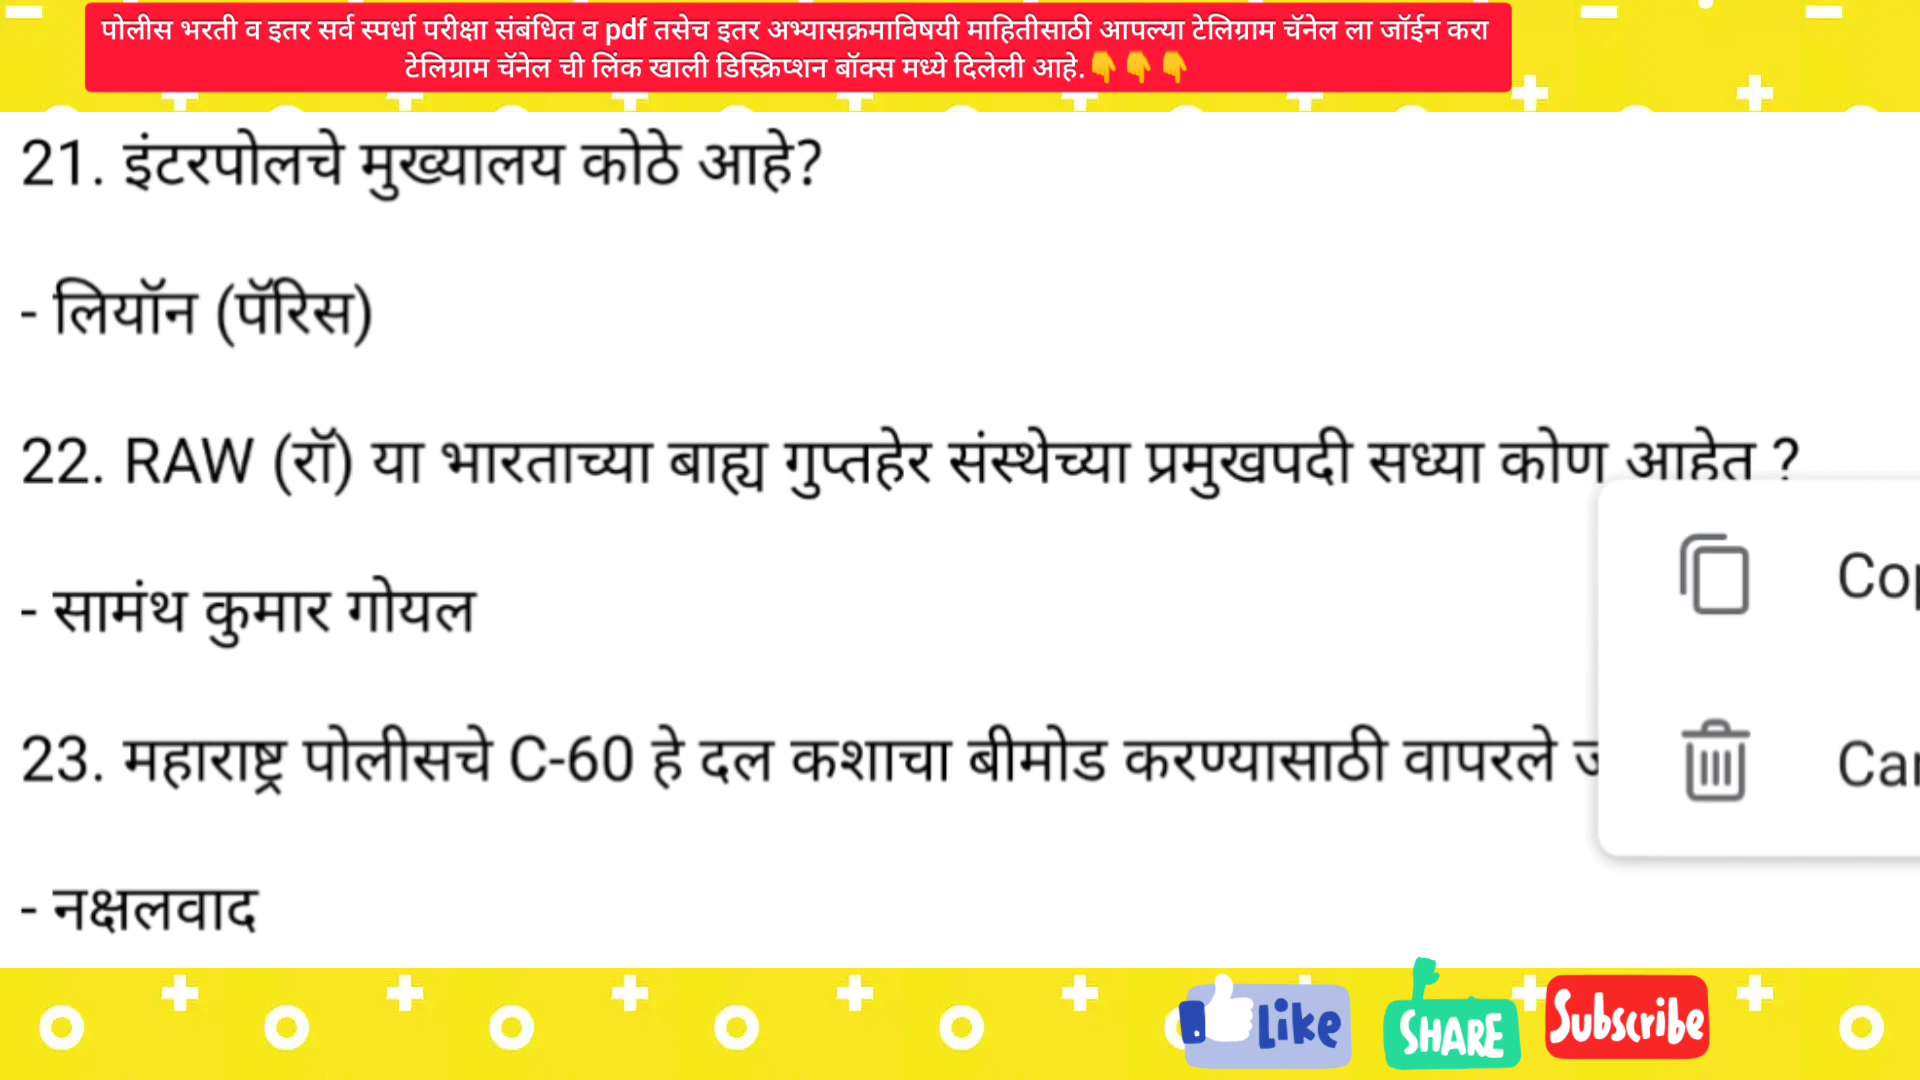 पोलीस भरती व इतर सर्व स्पर्धा परीक्षा संबंधित व pdf तसेच इतर अभ्यासक्रमाविषयी माहितीसाठी आपल्या टेलिग्राम चॅनेल ला जॉईन करा
टेलिग्राम चॅनेल ची लिंक खाली डिस्क्रिप्शन बॉक्स मध्ये दिलेली आहे.👇👇👇
21. इंटरपोलचे मुख्यालय कोठे आहे?
- लियॉन (पॅरिस)
22. RAW (रॉ) या भारताच्या बाह्य गुप्तहेर संस्थेच्या प्रमुखपदी सध्या कोण आहेत ?
- सामंथ कुमार गोयल
23. महाराष्ट्र पोलीसचे C-60 हे दल कशाचा बीमोड करण्यासाठी वापरले
- नक्षलवाद
Like
SHARE
Subscribe